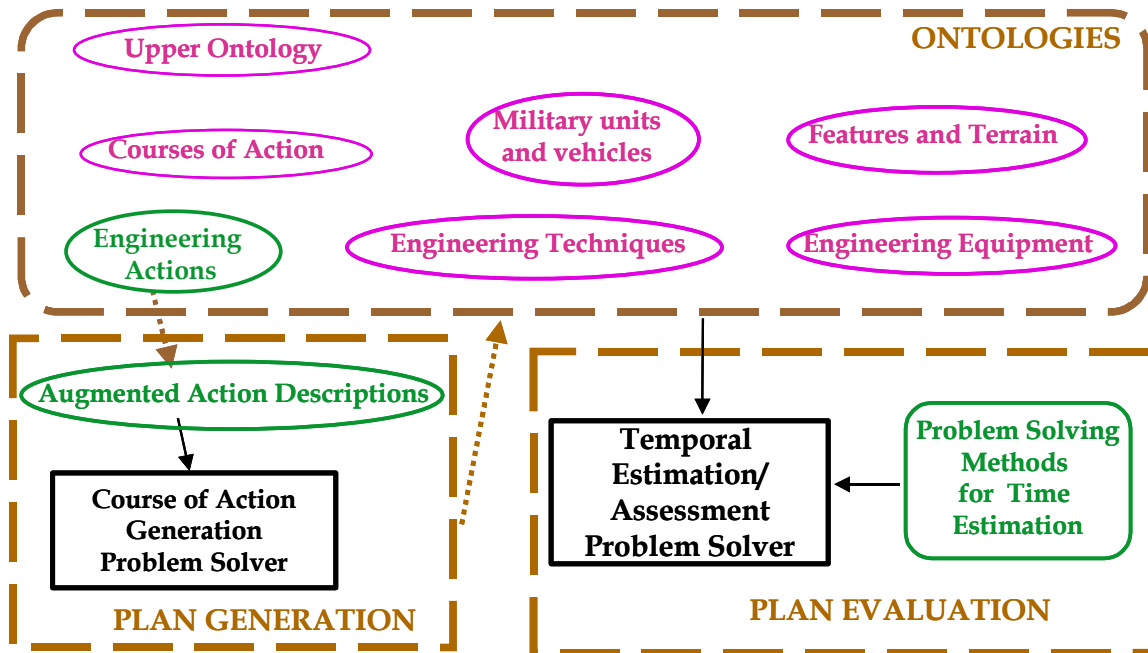 ONTOLOGIES
Upper Ontology
Courses of Action
Military units
and vehicles
Features and Terrain
Engineering
Actions
Engineering Techniques
Engineering Equipment
Augmented Action Descriptions
Course of Action
Generation
Problem Solver
PLAN GENERATION
Temporal
Estimation/
Assessment
Problem Solver
Problem Solving
Methods
for Time
Estimation
PLAN EVALUATION